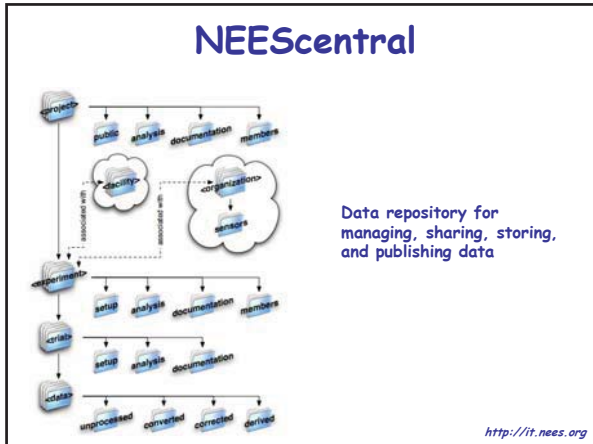 NEEScentral
<project>
public analysis documentation members
<facility>
<organization>
sensors
associated with
associated with
Data repository for
managing, sharing, storing,
and publishing data
<experiment>
setup analysis documentation members
<trial>
setup analysis documentation
<data>
unprocessed converted corrected derived
http://it.nees.org